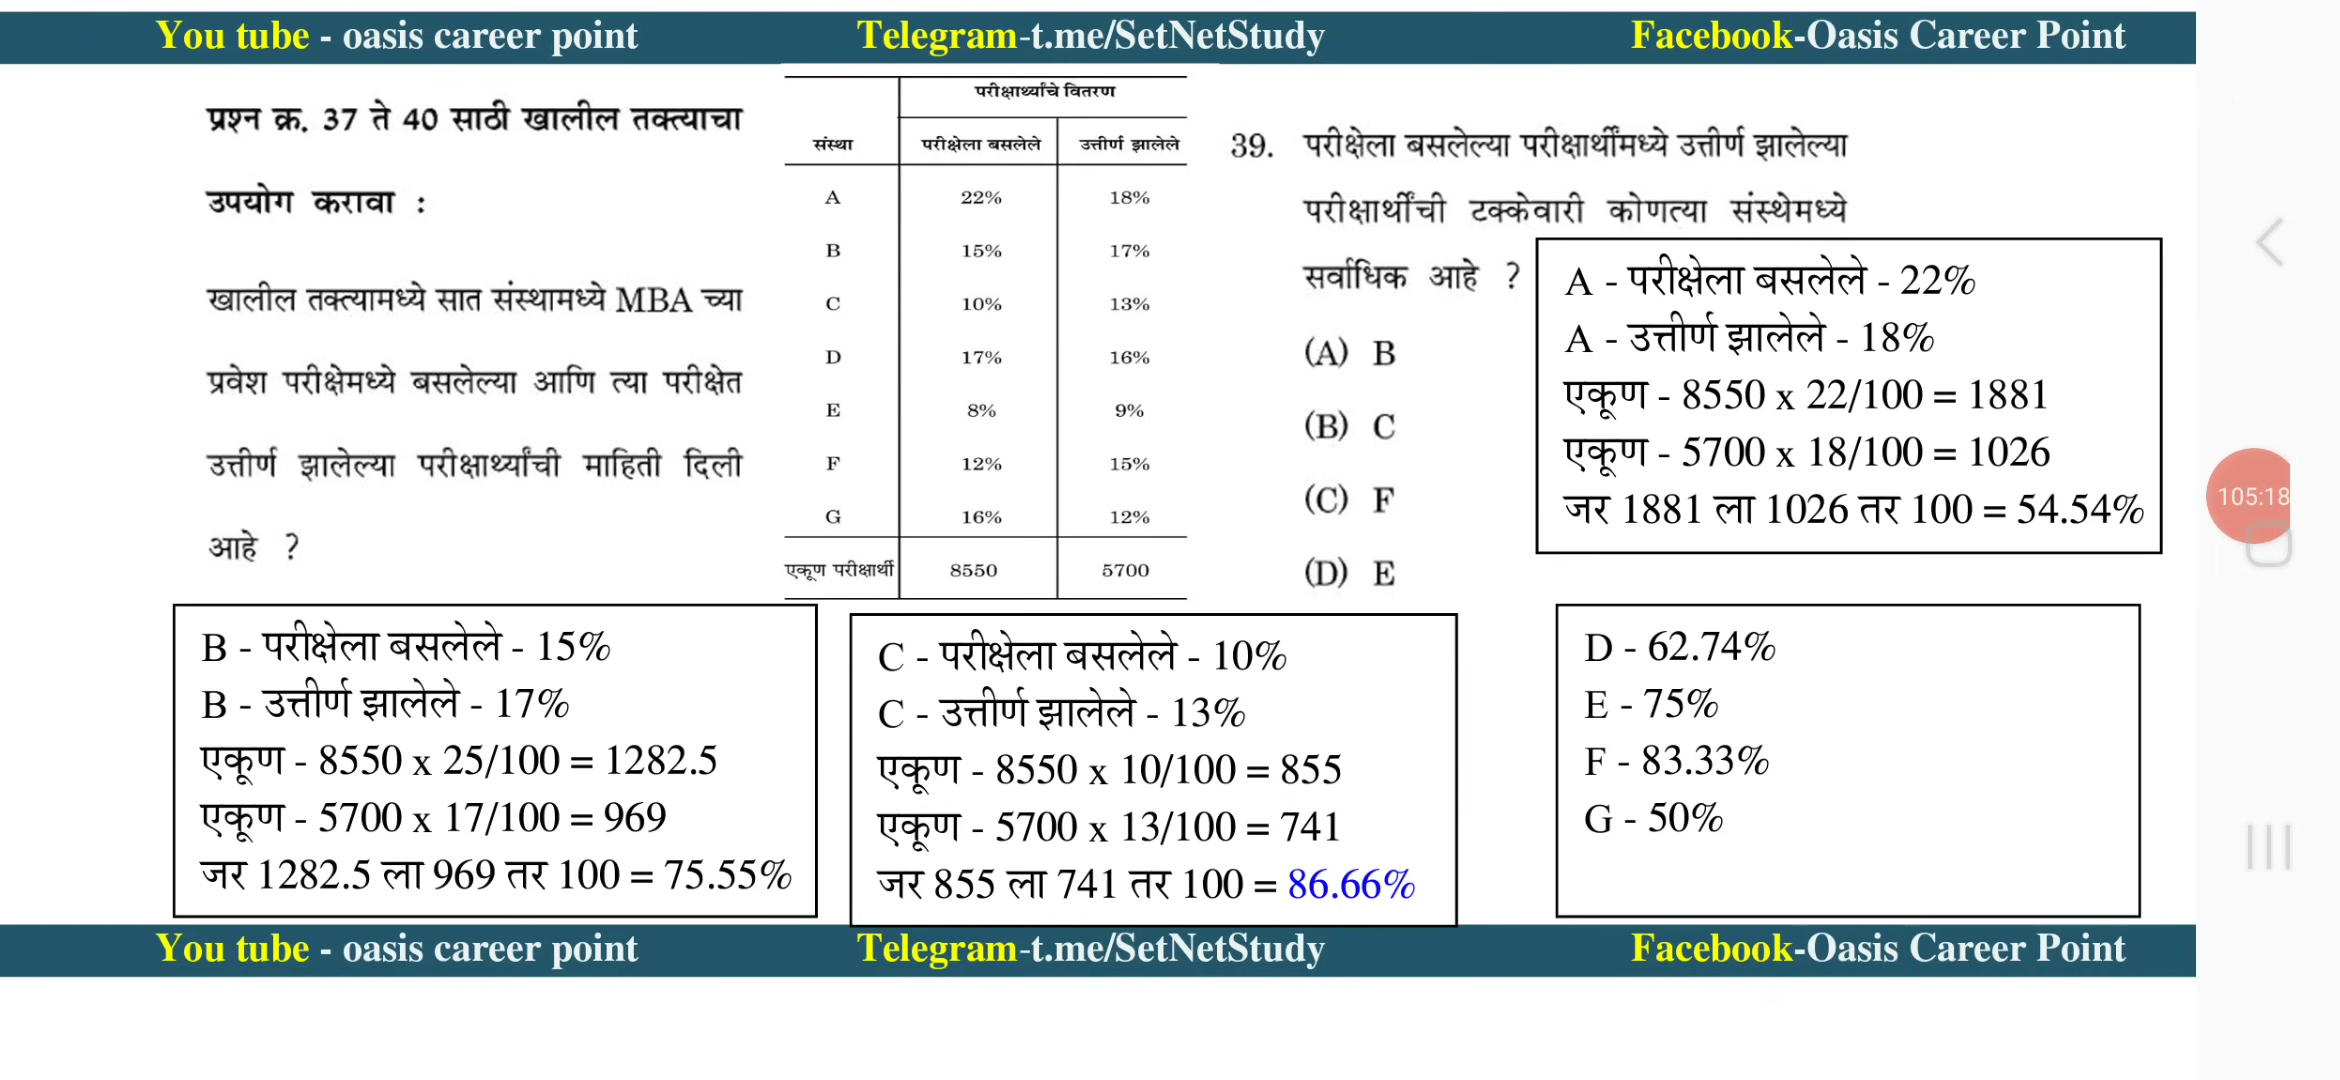 You tube - oasis career point Telegram-t.me/SetNetStudy Facebook-Oasis Career Point
प्रश्न क्र. 37 ते 40 साठी खालील तक्त्याचा
उपयोग करावा :
खालील तक्त्यामध्ये सात संस्थामध्ये MBA च्या
प्रवेश परीक्षेमध्ये बसलेल्या आणि त्या परीक्षेत
उत्तीर्ण झालेल्या परीक्षार्थ्यांची माहिती दिली
आहे ?
परीक्षार्थ्यांचे वितरण
संस्था परीक्षेला बसलेले उत्तीर्ण झालेले
A 22% 18%
B 15% 17%
C 10% 13%
D 17% 16%
E 8% 9%
F 12% 15%
G 16% 12%
एकूण परीक्षार्थी 8550 5700
39. परीक्षेला बसलेल्या परीक्षार्थींमध्ये उत्तीर्ण झालेल्या
परीक्षार्थींची टक्केवारी कोणत्या संस्थेमध्ये
सर्वाधिक आहे ?
(A) B
(B) C
(C) F
(D) E
A - परीक्षेला बसलेले - 22%
A - उत्तीर्ण झालेले - 18%
एकूण - 8550 x 22/100 = 1881
एकूण - 5700 x 18/100 = 1026
जर 1881 ला 1026 तर 100 = 54.54%
105:18
B - परीक्षेला बसलेले - 15%
B - उत्तीर्ण झालेले - 17%
एकूण - 8550 x 25/100 = 1282.5
एकूण - 5700 x 17/100 = 969
जर 1282.5 ला 969 तर 100 = 75.55%
C - परीक्षेला बसलेले - 10%
C - उत्तीर्ण झालेले - 13%
एकूण - 8550 x 10/100 = 855
एकूण - 5700 x 13/100 = 741
जर 855 ला 741 तर 100 = 86.66%
D - 62.74%
E - 75%
F - 83.33%
G - 50%
You tube - oasis career point Telegram-t.me/SetNetStudy Facebook-Oasis Career Point